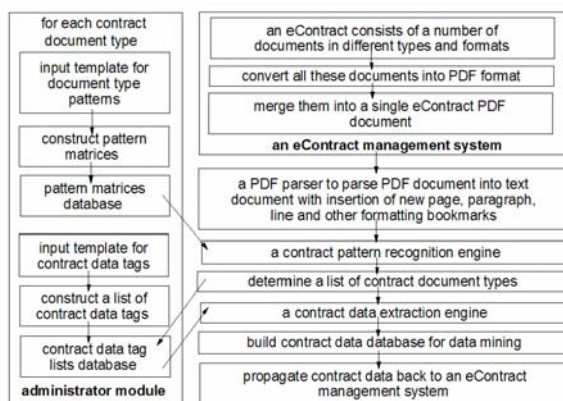 for each contract
document type
input template for
document type
patterns
construct pattern
matrices
pattern matrices
database
input template for
contract data tags
construct a list of
contract data tags
contract data tag
lists database
administrator module
an eContract consists of a number of
documents in different types and formats
convert all these documents into PDF format
merge them into a single eContract PDF
document
an eContract management system
a PDF parser to parse PDF document into text
document with insertion of new page, paragraph,
line and other formatting bookmarks
a contract pattern recognition engine
determine a list of contract document types
a contract data extraction engine
build contract data database for data mining
propagate contract data back to an eContract
management system